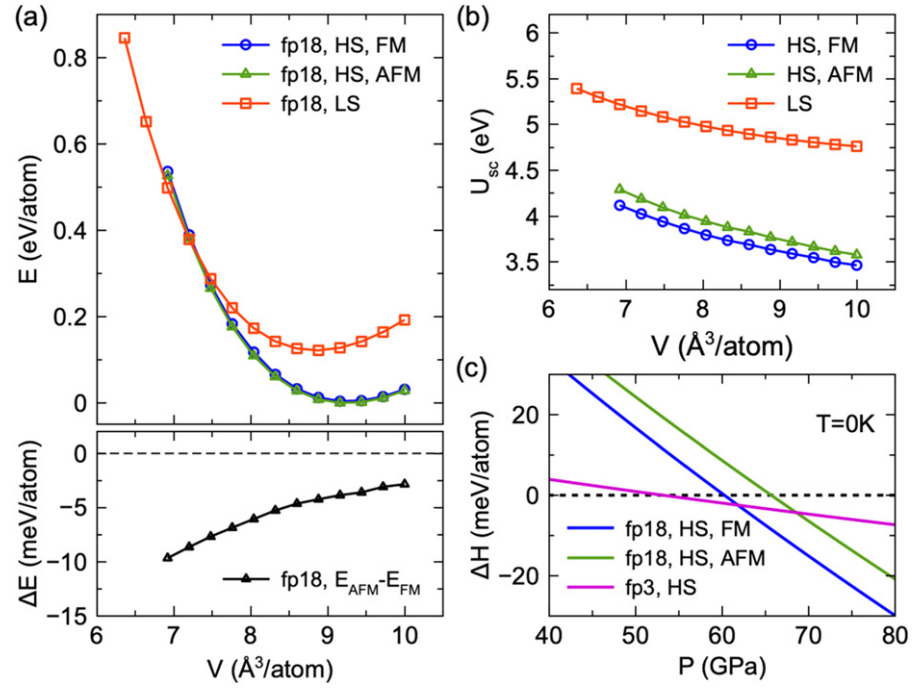 (a)
fp18, HS, FM
fp18, HS, AFM
fp18, LS
E (eV/atom)
0.8
0.6
0.4
0.2
0
ΔE (meV/atom)
0
−5
−10
−15
fp18, E_AFM-E_FM
6 7 8 9 10
V (Å³/atom)
(b)
HS, FM
HS, AFM
LS
U_sc (eV)
6
5.5
5
4.5
4
3.5
6 7 8 9 10
V (Å³/atom)
(c)
T=0K
ΔH (meV/atom)
20
0
−20
fp18, HS, FM
fp18, HS, AFM
fp3, HS
40 50 60 70 80
P (GPa)